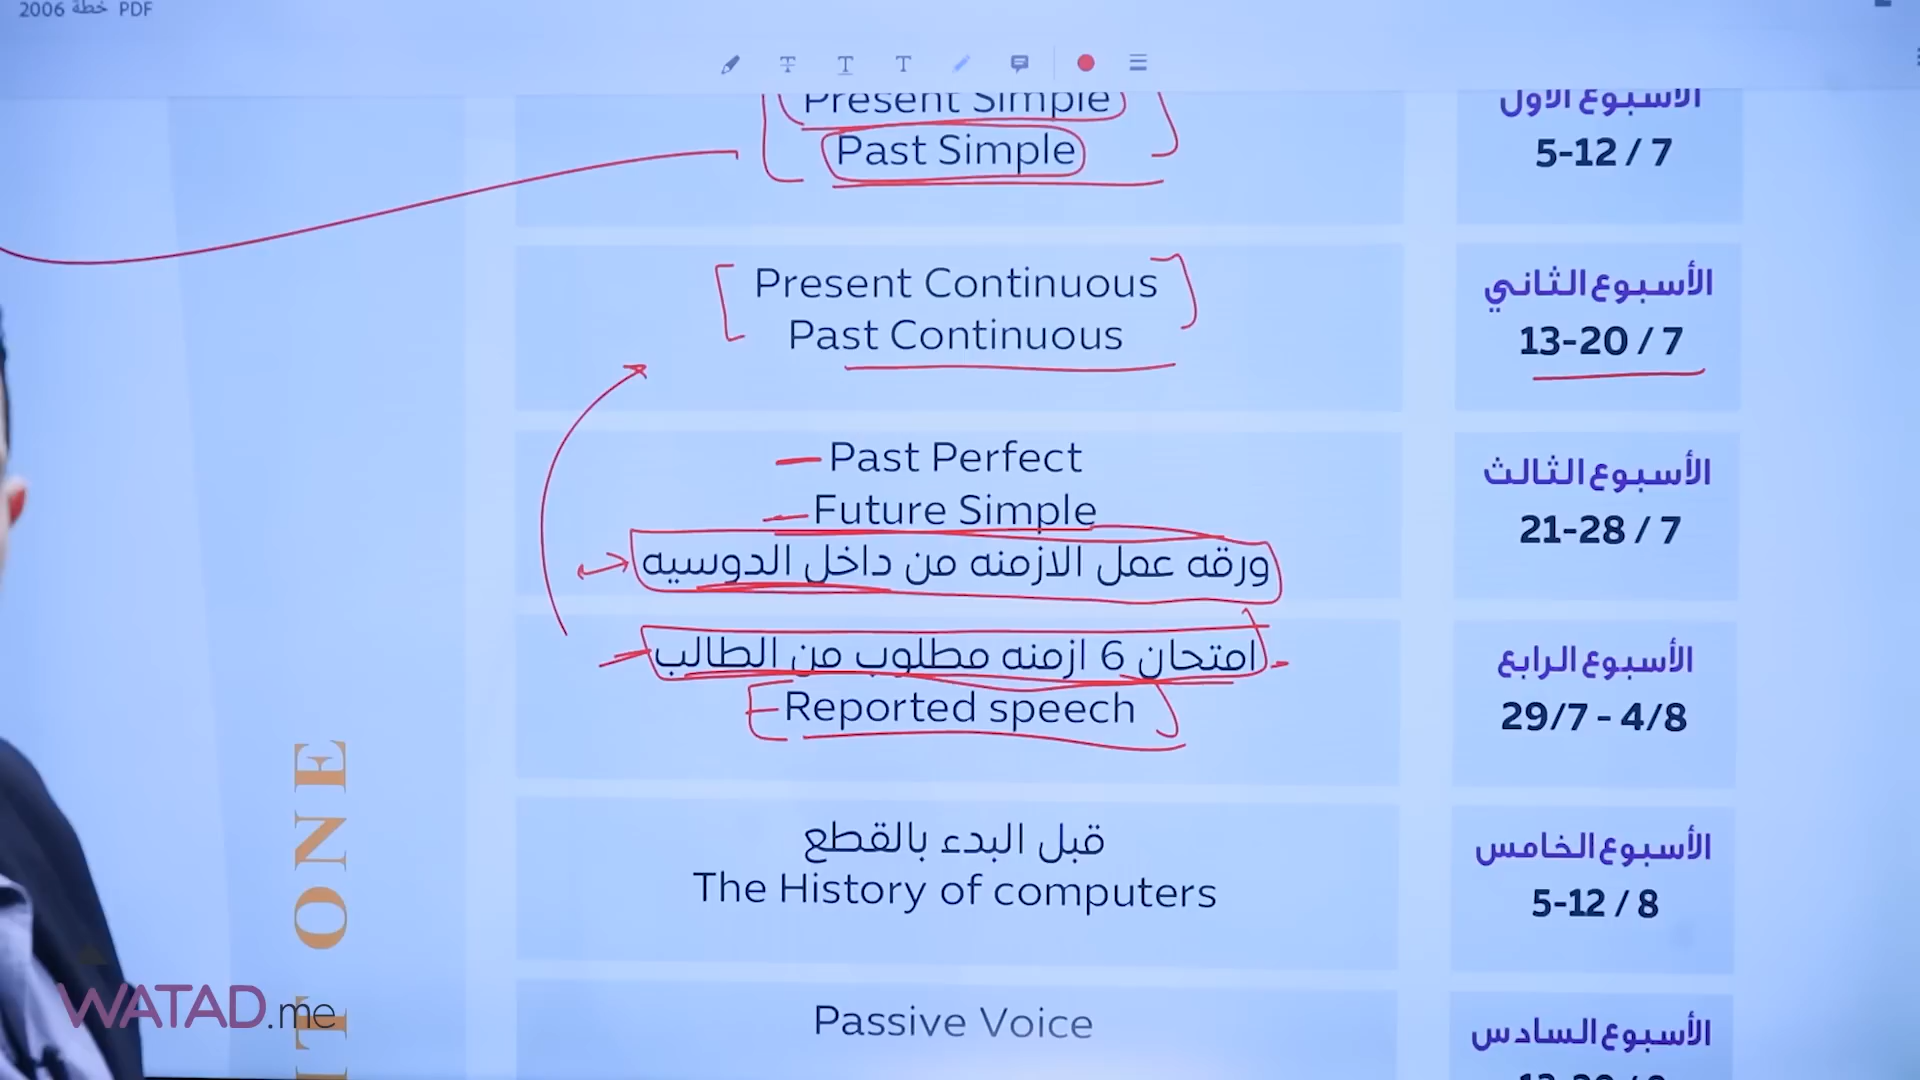 خطة 2006 PDF
الأسبوع الأول
5-12 / 7
Present Simple
Past Simple
الأسبوع الثاني
13-20 / 7
Present Continuous
Past Continuous
الأسبوع الثالث
21-28 / 7
Past Perfect
Future Simple
ورقه عمل الازمنه من داخل الدوسيه
الأسبوع الرابع
29/7 - 4/8
امتحان 6 ازمنه مطلوب من الطالب
Reported speech
الأسبوع الخامس
5-12 / 8
قبل البدء بالقطع
The History of computers
الأسبوع السادس
Passive Voice
IT ONE
WATAD.me